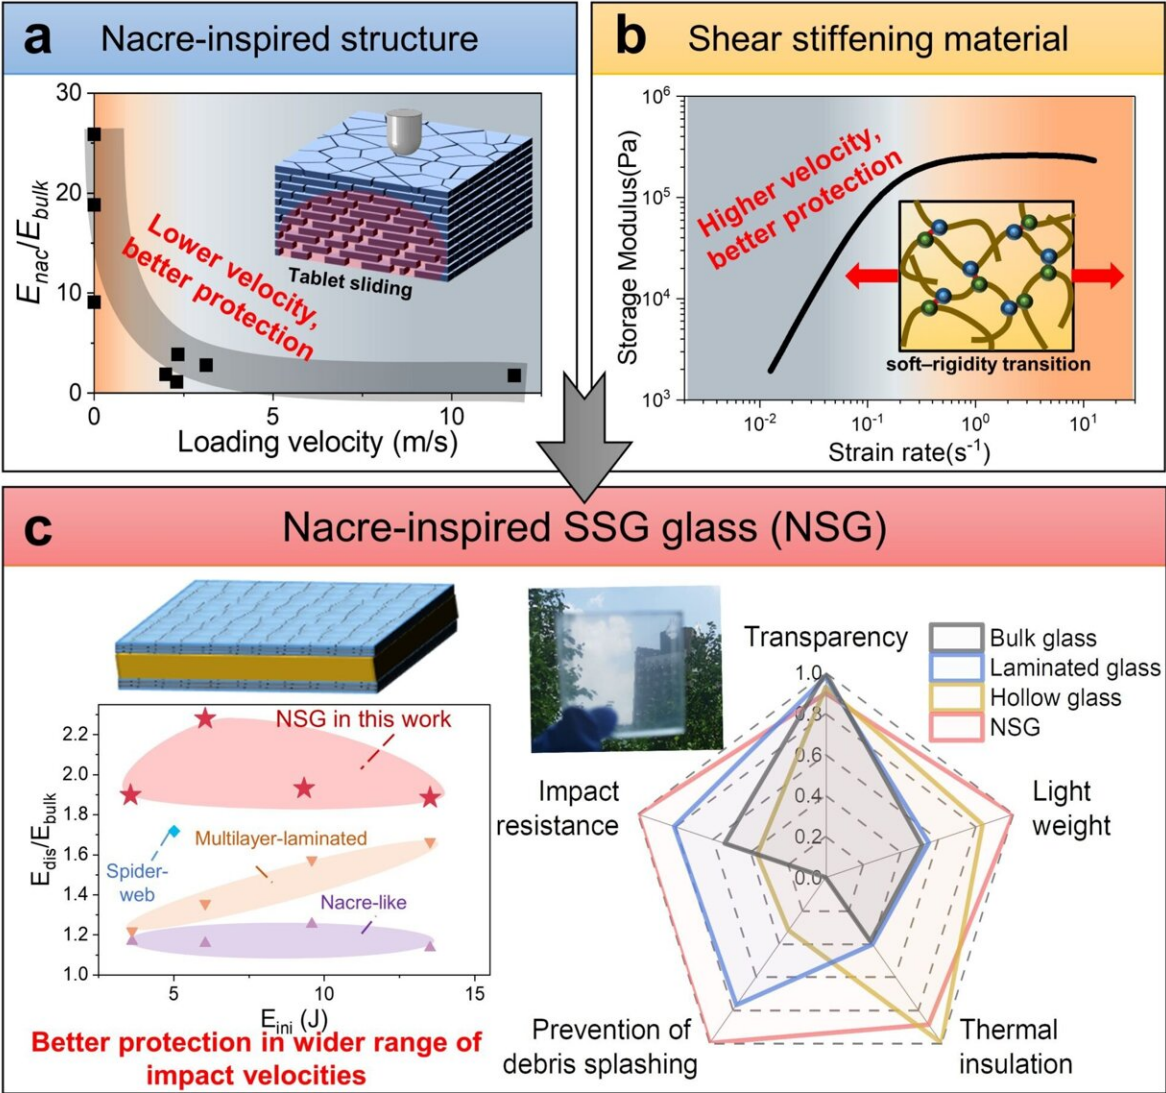 a Nacre-inspired structure
30
20
10
0
E_nac/E_bulk
0 5 10
Loading velocity (m/s)
Lower velocity,
better protection
Tablet sliding
b Shear stiffening material
10^6
10^5
10^4
10^3
Storage Modulus(Pa)
10^-2 10^-1 10^0 10^1
Strain rate(s^-1)
Higher velocity,
better protection
soft–rigidity transition
c Nacre-inspired SSG glass (NSG)
2.2
2.0
1.8
1.6
1.4
1.2
1.0
E_dis/E_bulk
5 10 15
E_ini (J)
NSG in this work
Multilayer-laminated
Spider-
web
Nacre-like
Better protection in wider range of
impact velocities
Transparency
Bulk glass
Laminated glass
Hollow glass
NSG
1.0
0.8
0.6
0.4
0.2
0.0
Impact
resistance
Light
weight
Prevention of
debris splashing
Thermal
insulation